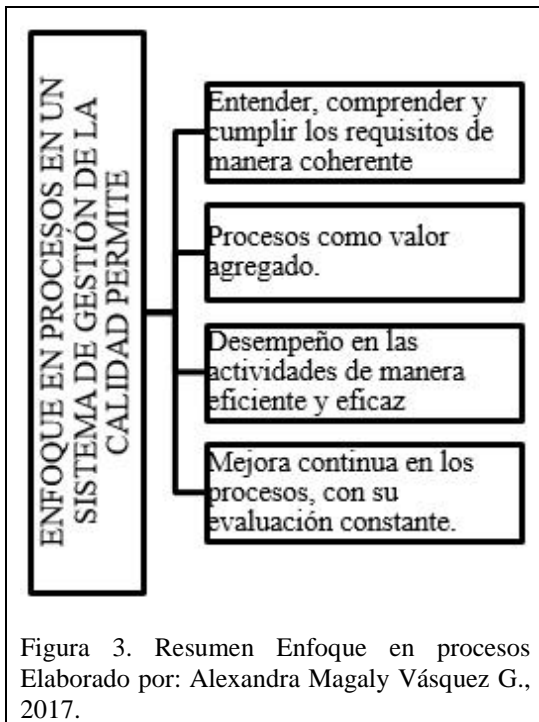 ENFOQUE EN PROCESOS EN UN
SISTEMA DE GESTIÓN DE LA
CALIDAD PERMITE
Entender, comprender y
cumplir los requisitos de
manera coherente
Procesos como valor
agregado.
Desempeño en las
actividades de manera
eficiente y eficaz
Mejora continua en los
procesos, con su
evaluación constante.
Figura 3. Resumen Enfoque en procesos
Elaborado por: Alexandra Magaly Vásquez G.,
2017.